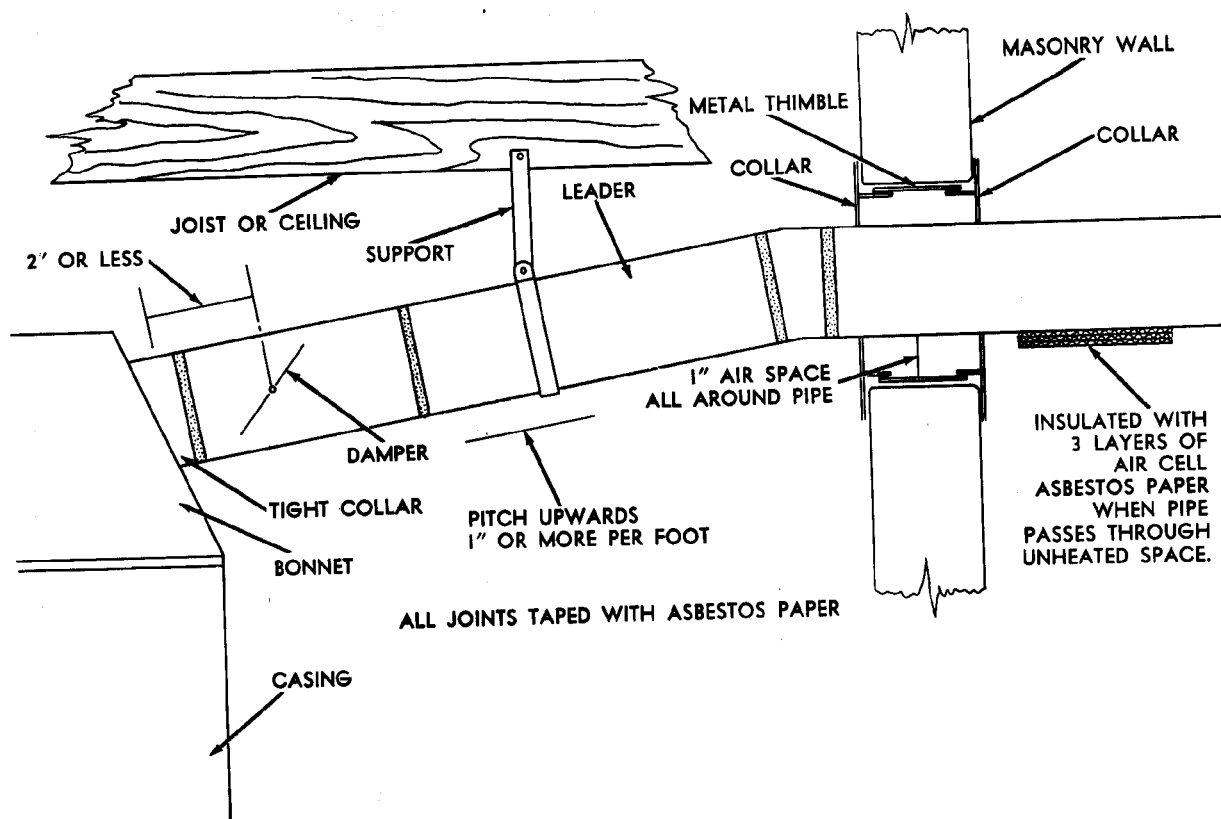 MASONRY WALL
METAL THIMBLE
COLLAR
COLLAR
LEADER
JOIST OR CEILING
SUPPORT
2" OR LESS
1" AIR SPACE
ALL AROUND PIPE
DAMPER
INSULATED WITH
3 LAYERS OF
AIR CELL
ASBESTOS PAPER
WHEN PIPE
PASSES THROUGH
UNHEATED SPACE.
TIGHT COLLAR
PITCH UPWARDS
1" OR MORE PER FOOT
BONNET
ALL JOINTS TAPED WITH ASBESTOS PAPER
CASING